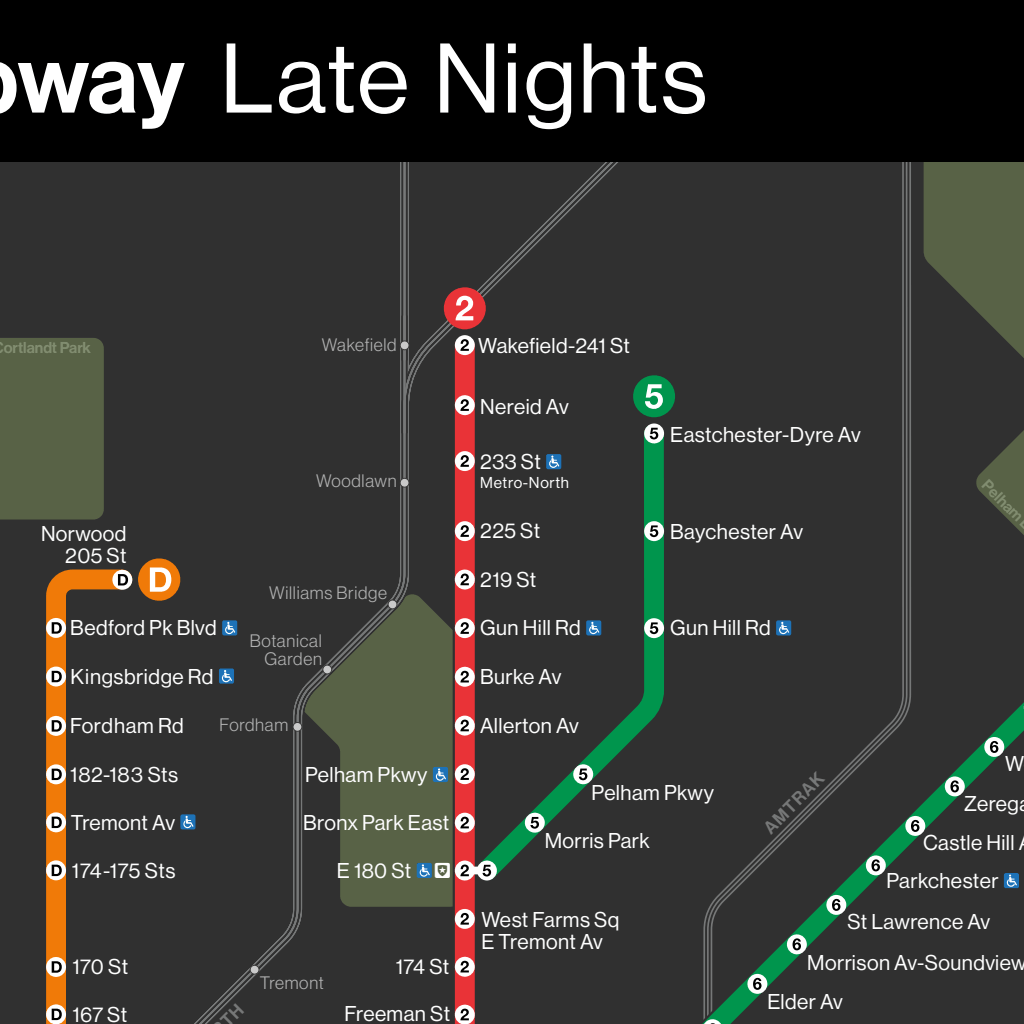 Late Nights
Cortlandt Park
2
Wakefield
2 Wakefield-241 St
5
2 Nereid Av
5 Eastchester-Dyre Av
2 233 St
Metro-North
Woodlawn
Pelham
Norwood
205 St
D D
2 225 St
5 Baychester Av
2 219 St
Williams Bridge
D Bedford Pk Blvd
2 Gun Hill Rd
5 Gun Hill Rd
Botanical
Garden
D Kingsbridge Rd
2 Burke Av
D Fordham Rd
Fordham
2 Allerton Av
6
D 182-183 Sts
Pelham Pkwy 2
5 Pelham Pkwy
6
AMTRAK
D Tremont Av
Bronx Park East 2
5 Morris Park
6 Castle Hill
D 174-175 Sts
E 180 St 2 5
6 Parkchester
2 West Farms Sq
E Tremont Av
6 St Lawrence Av
D 170 St
Tremont
174 St 2
6 Morrison Av-Soundview
D 167 St
Freeman St 2
6 Elder Av